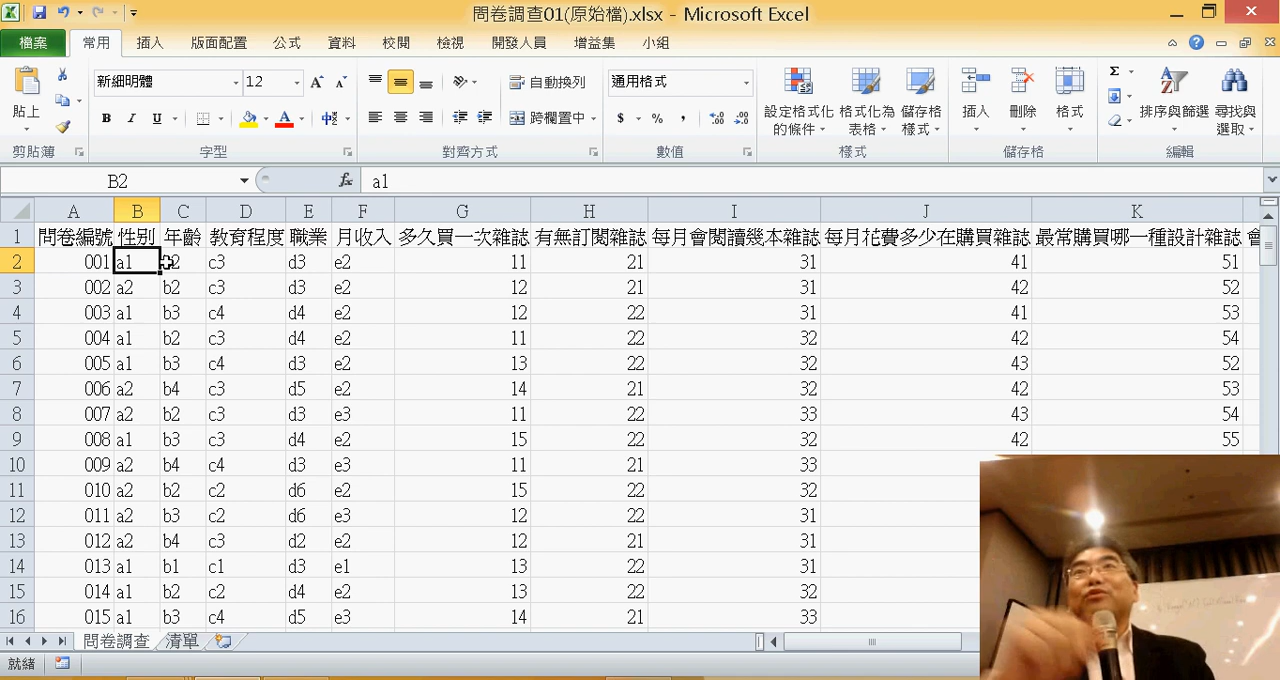 問卷調查01(原始檔).xlsx - Microsoft Excel
檔案 常用 插入 版面配置 公式 資料 校閱 檢視 開發人員 增益集 小組
新細明體 12 自動換列 通用格式
貼上 B I U A 跨欄置中 $ % , 設定格式化的條件 格式化為表格 儲存格樣式 插入 刪除 格式 Σ 排序與篩選 尋找與選取
剪貼簿 字型 對齊方式 數值 樣式 儲存格 編輯
B2 fx a1
A B C D E F G H I J K
1 問卷編號 性別 年齡 教育程度 職業 月收入 多久買一次雜誌 有無訂閱雜誌 每月會閱讀幾本雜誌 每月花費多少在購買雜誌 最常購買哪一種設計雜誌
2 001 a1 c3 d3 e2 11 21 31 41 51
3 002 a2 b2 c3 d3 e2 12 21 31 42 52
4 003 a1 b3 c4 d4 e2 12 22 31 41 53
5 004 a1 b2 c3 d4 e2 11 22 32 42 54
6 005 a1 b3 c4 d3 e2 13 22 32 43 52
7 006 a2 b4 c3 d5 e2 14 21 32 42 53
8 007 a2 b2 c3 d3 e3 11 22 33 43 54
9 008 a1 b3 c3 d4 e2 15 22 32 42 55
10 009 a2 b4 c4 d3 e3 11 21 33
11 010 a2 b2 c2 d6 e2 15 22 32
12 011 a2 b3 c2 d6 e3 12 22 31
13 012 a2 b4 c3 d2 e2 12 21 31
14 013 a1 b1 c1 d3 e1 13 22 31
15 014 a1 b2 c2 d4 e2 13 22 32
16 015 a1 b3 c4 d5 e3 14 21 33
問卷調查 清單
就緒